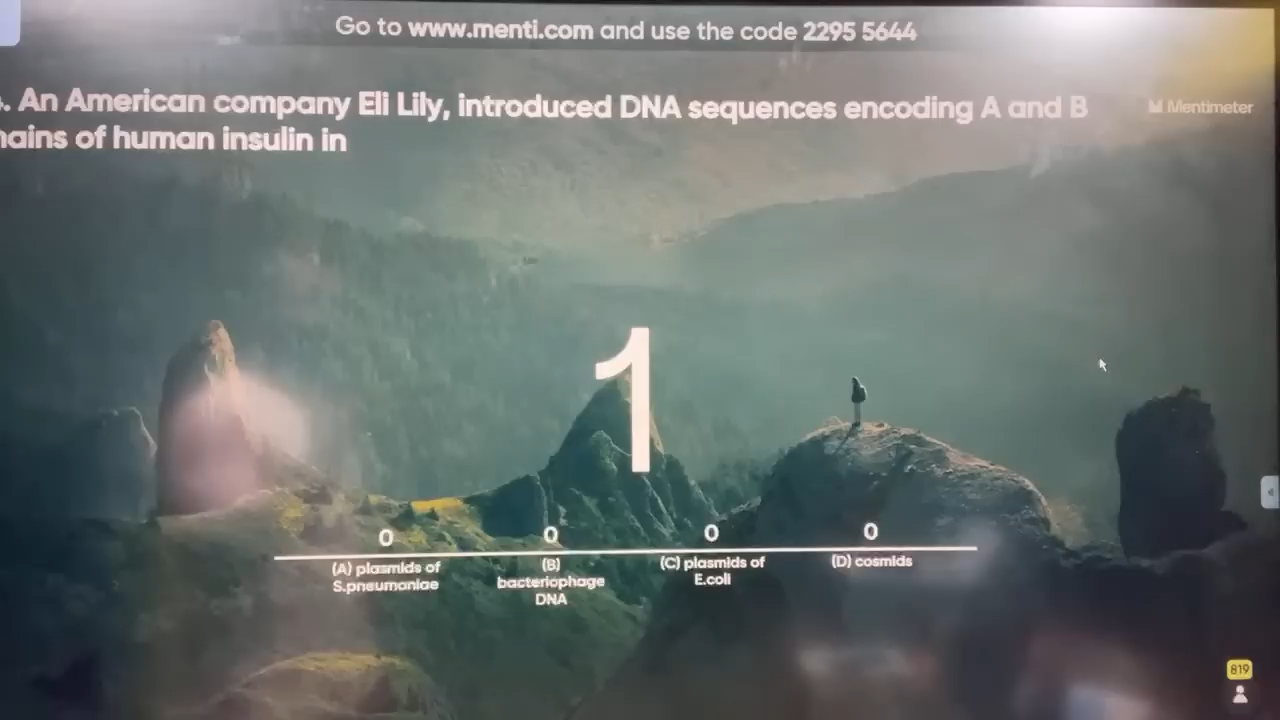 Go to www.menti.com and use the code 2295 5644
. An American company Eli Lily, introduced DNA sequences encoding A and B
Mentimeter
hains of human insulin in
1
0
0
0
0
(A) plasmids of
S.pneumaniae
(B)
bacteriophage
DNA
(C) plasmids of
E.coli
(D) cosmids
819